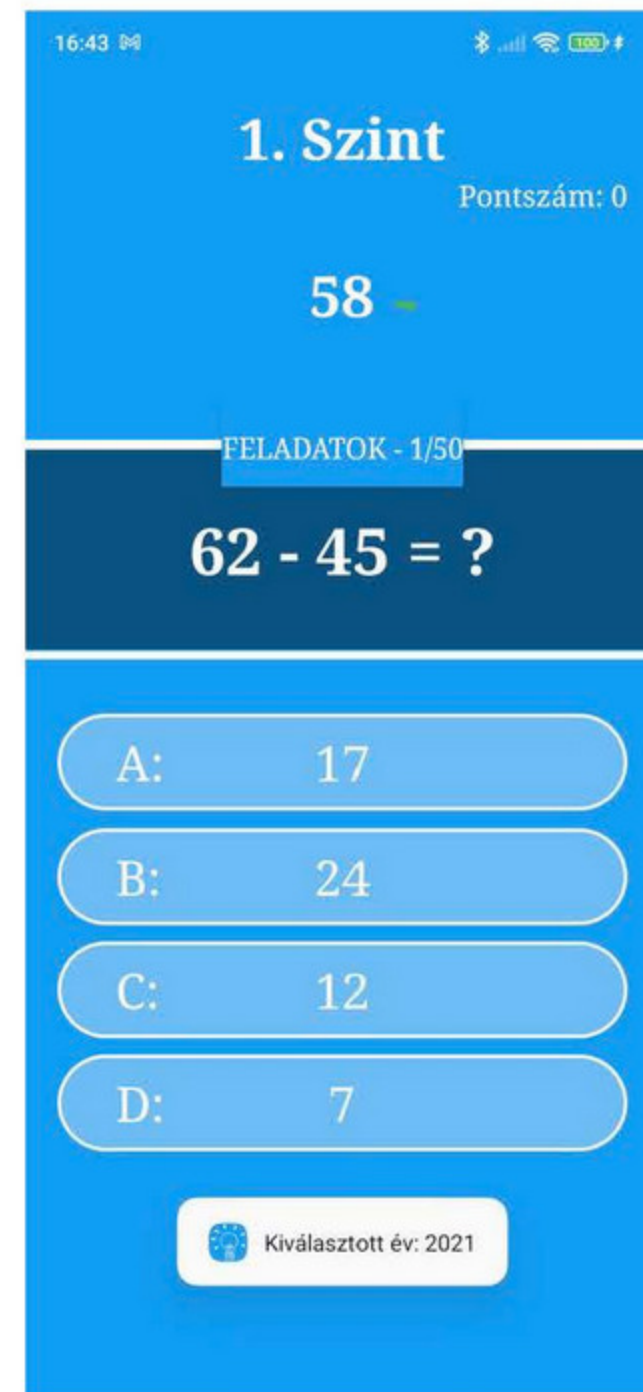 16:43
100
1. Szint
Pontszám: 0
58
FELADATOK - 1/50
62 - 45 = ?
A: 17
B: 24
C: 12
D: 7
Kiválasztott év: 2021